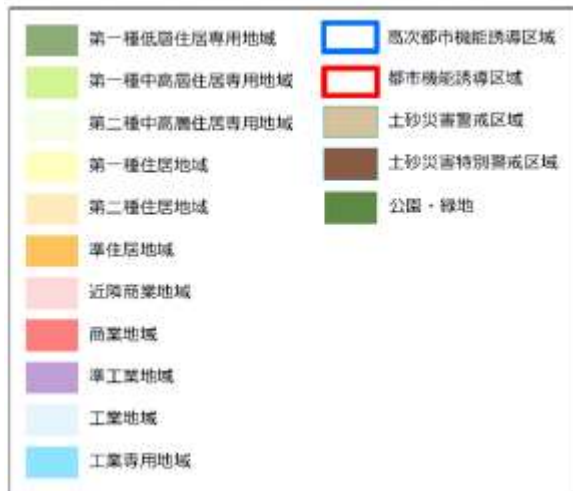 第一種低層住居専用地域
第一種中高層住居専用地域
第二種中高層住居専用地域
第一種住居地域
第二種住居地域
準住居地域
近隣商業地域
商業地域
準工業地域
工業地域
工業専用地域
高次都市機能誘導区域
都市機能誘導区域
土砂災害警戒区域
土砂災害特別警戒区域
公園・緑地